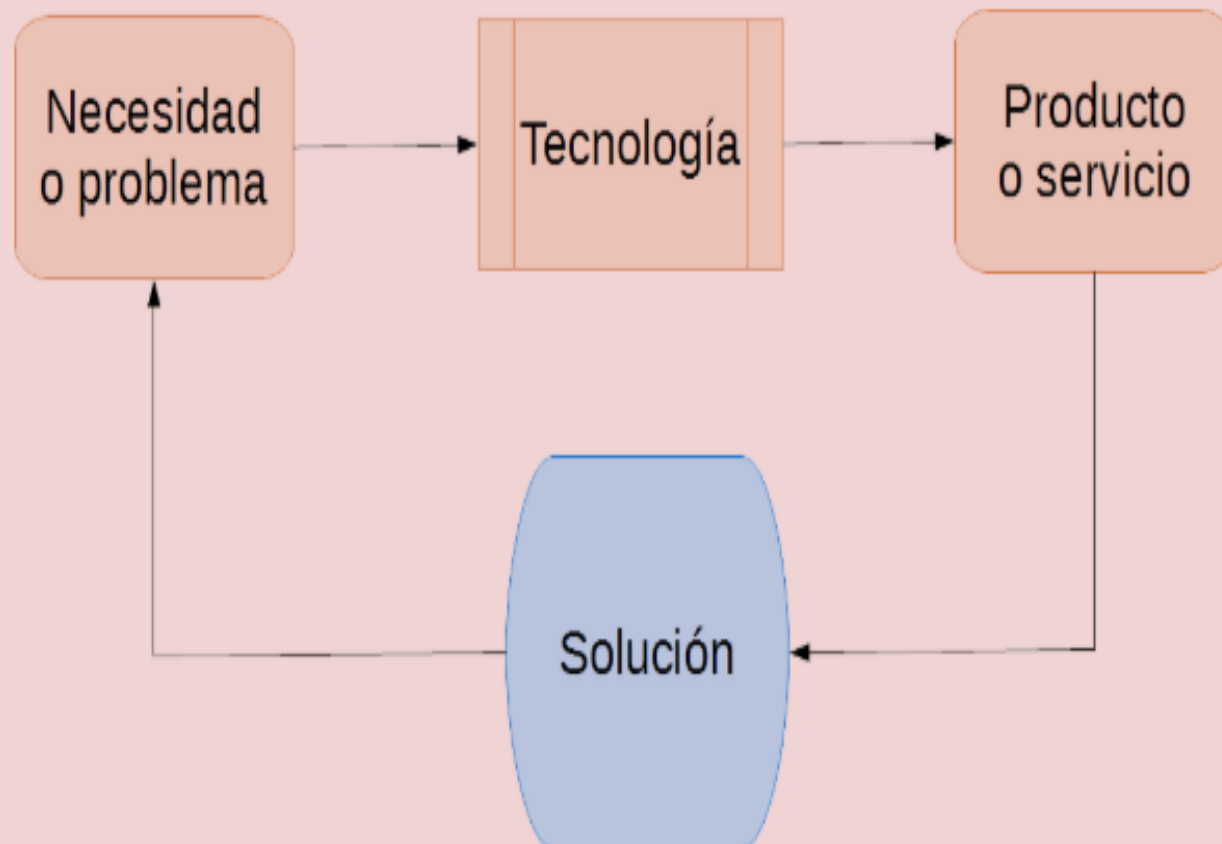 Necesidad
o problema
Tecnología
Producto
o servicio
Solución